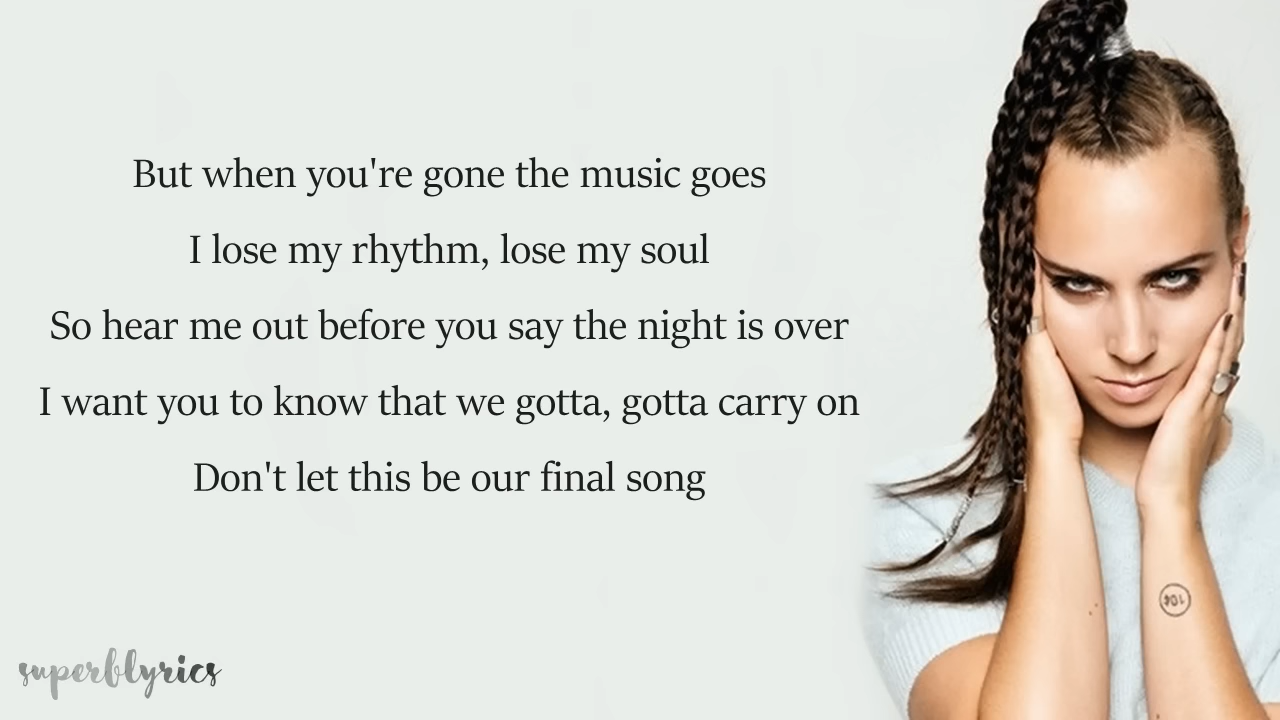 But when you're gone the music goes
I lose my rhythm, lose my soul
So hear me out before you say the night is over
I want you to know that we gotta, gotta carry on
Don't let this be our final song
superblyrics